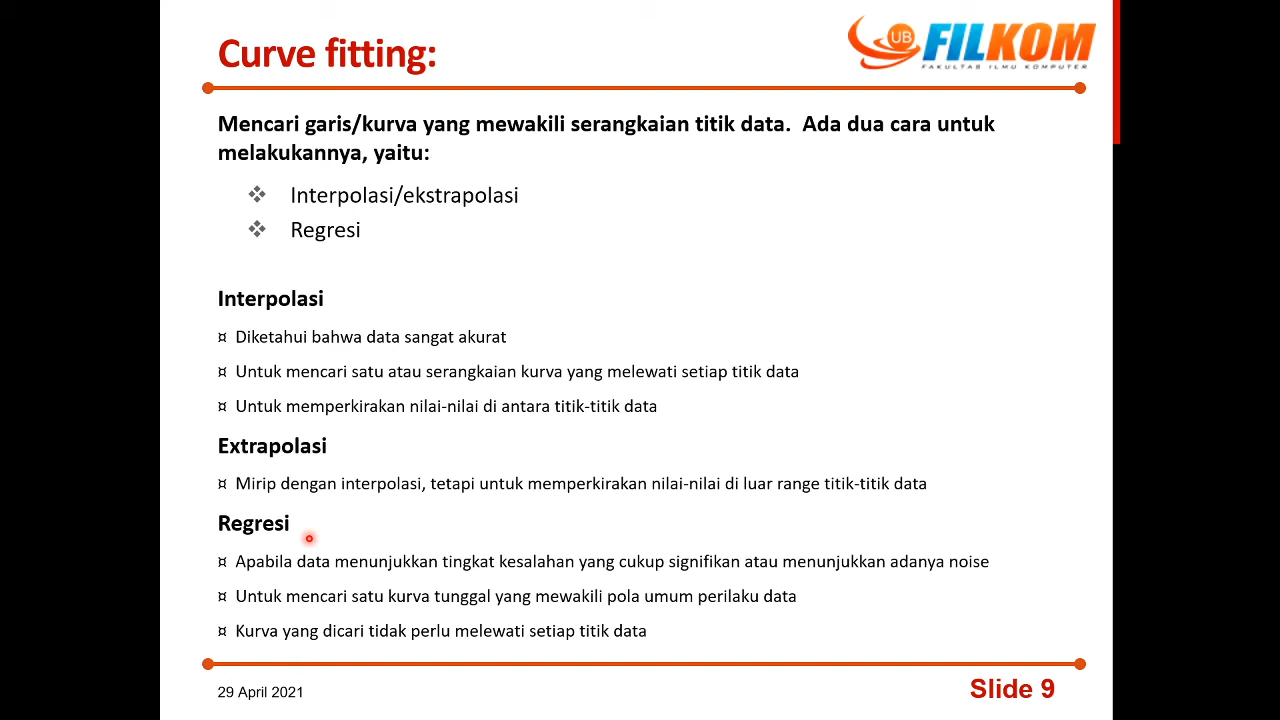 Curve fitting:
UB
FILKOM
FAKULTAS ILMU KOMPUTER
Mencari garis/kurva yang mewakili serangkaian titik data.  Ada dua cara untuk
melakukannya, yaitu:
❖ Interpolasi/ekstrapolasi
❖ Regresi
Interpolasi
¤ Diketahui bahwa data sangat akurat
¤ Untuk mencari satu atau serangkaian kurva yang melewati setiap titik data
¤ Untuk memperkirakan nilai-nilai di antara titik-titik data
Extrapolasi
¤ Mirip dengan interpolasi, tetapi untuk memperkirakan nilai-nilai di luar range titik-titik data
Regresi
¤ Apabila data menunjukkan tingkat kesalahan yang cukup signifikan atau menunjukkan adanya noise
¤ Untuk mencari satu kurva tunggal yang mewakili pola umum perilaku data
¤ Kurva yang dicari tidak perlu melewati setiap titik data
29 April 2021
Slide 9